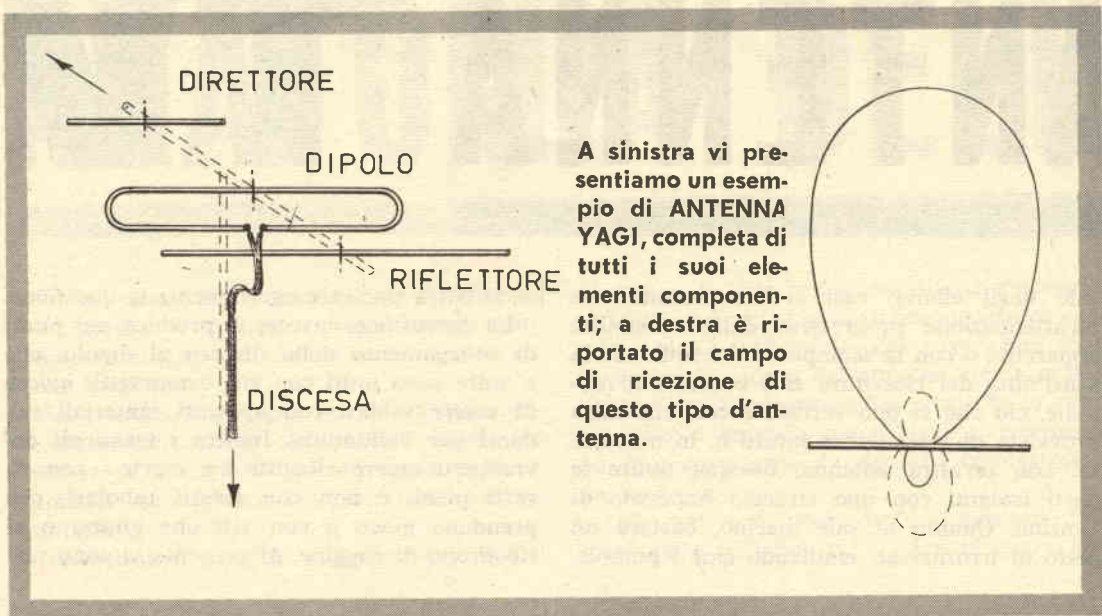 DIRETTORE
DIPOLO
RIFLETTORE
DISCESA
A sinistra vi pre-
sentiamo un esem-
pio di ANTENNA
YAGI, completa di
tutti i suoi ele-
menti componen-
ti; a destra è ri-
portato il campo
di ricezione di
questo tipo d'an-
tenna.